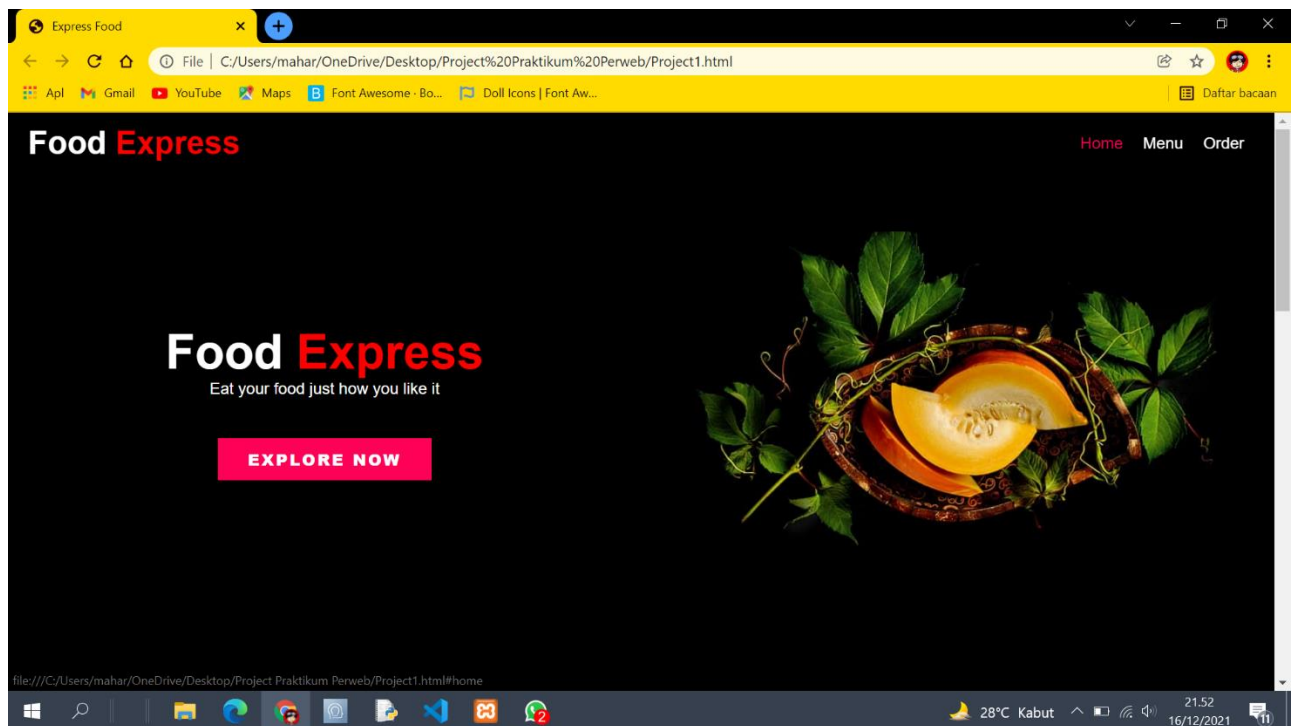 Express Food
File | C:/Users/mahar/OneDrive/Desktop/Project%20Praktikum%20Perweb/Project1.html
Apl Gmail YouTube Maps B Font Awesome · Bo... Doll Icons | Font Aw... Daftar bacaan
Food Express Home Menu Order
Food Express
Eat your food just how you like it
EXPLORE NOW
file:///C:/Users/mahar/OneDrive/Desktop/Project Praktikum Perweb/Project1.html#home
2 28°C Kabut 21.52
16/12/2021 11